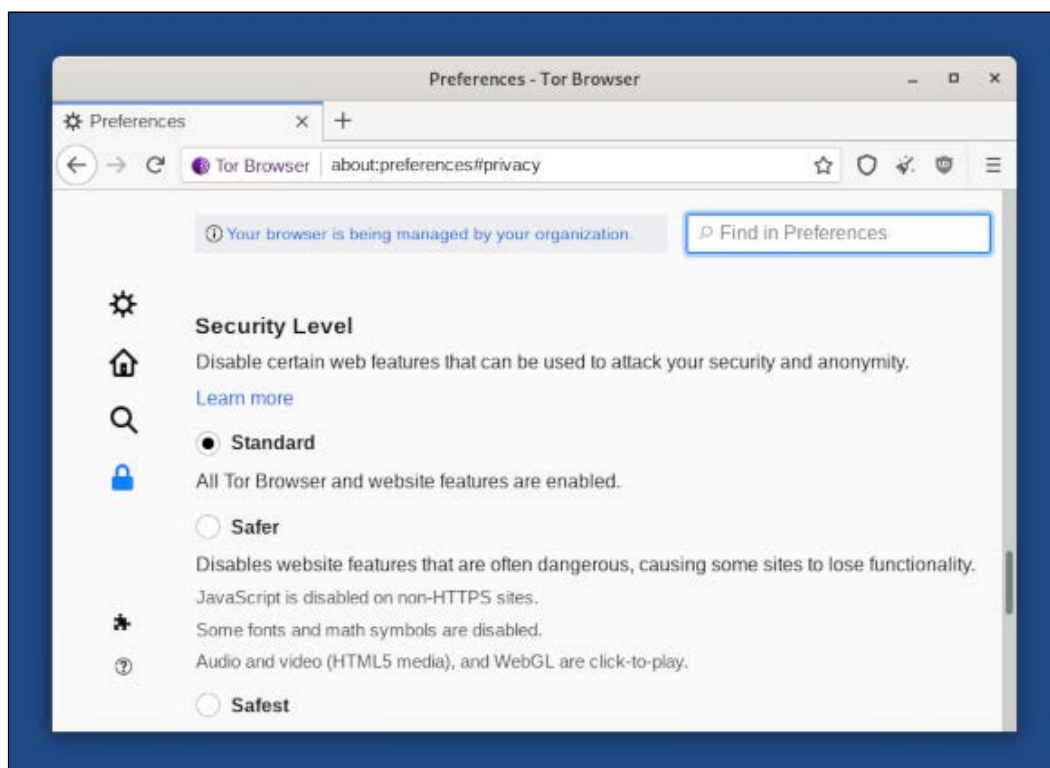 Preferences - Tor Browser
Preferences
Tor Browser about:preferences#privacy
Your browser is being managed by your organization.
Find in Preferences
Security Level
Disable certain web features that can be used to attack your security and anonymity.
Learn more
Standard
All Tor Browser and website features are enabled.
Safer
Disables website features that are often dangerous, causing some sites to lose functionality.
JavaScript is disabled on non-HTTPS sites.
Some fonts and math symbols are disabled.
Audio and video (HTML5 media), and WebGL are click-to-play.
Safest